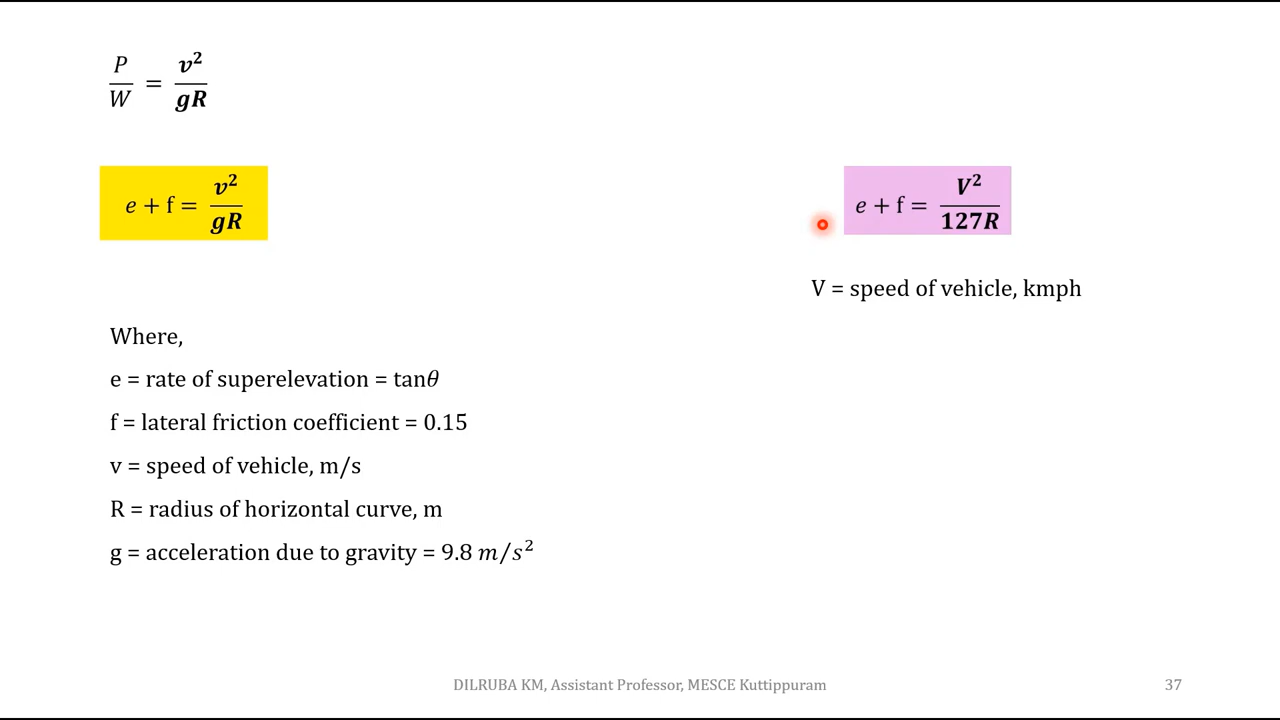 P/W = v²/gR
e + f = v²/gR
e + f = V²/127R
V = speed of vehicle, kmph
Where,
e = rate of superelevation = tanθ
f = lateral friction coefficient = 0.15
v = speed of vehicle, m/s
R = radius of horizontal curve, m
g = acceleration due to gravity = 9.8 m/s²
DILRUBA KM, Assistant Professor, MESCE Kuttippuram
37